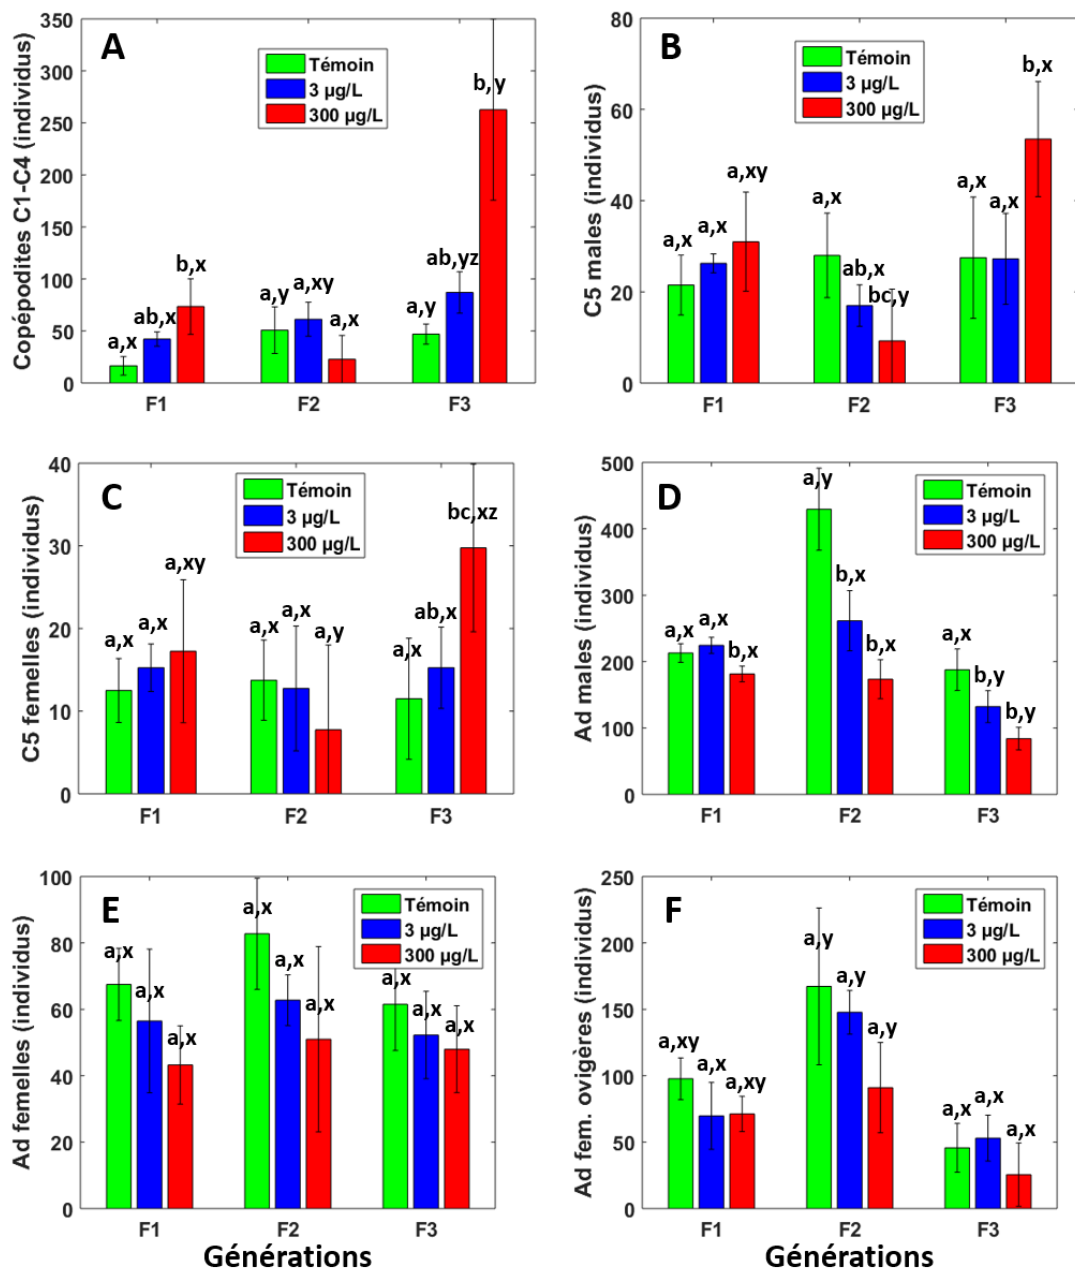 A
Copépodites C1-C4 (individus)
350
300
250
200
150
100
50
0
Témoin
3 µg/L
300 µg/L
a,x
ab,x
b,x
a,y
a,xy
a,x
a,y
ab,yz
b,y
F1
F2
F3
B
C5 males (individus)
80
60
40
20
0
Témoin
3 µg/L
300 µg/L
a,x
a,x
a,xy
a,x
ab,x
bc,y
a,x
a,x
b,x
F1
F2
F3
C
C5 femelles (individus)
40
30
20
10
0
Témoin
3 µg/L
300 µg/L
a,x
a,x
a,xy
a,x
a,x
a,y
a,x
ab,x
bc,xz
F1
F2
F3
D
Ad males (individus)
500
400
300
200
100
0
Témoin
3 µg/L
300 µg/L
a,x
a,x
b,x
a,y
b,x
b,x
a,x
b,y
b,y
F1
F2
F3
E
Ad femelles (individus)
100
80
60
40
20
0
Témoin
3 µg/L
300 µg/L
a,x
a,x
a,x
a,x
a,x
a,x
a,x
a,x
a,x
F1
F2
F3
Générations
F
Ad fem. ovigères (individus)
250
200
150
100
50
0
Témoin
3 µg/L
300 µg/L
a,xy
a,x
a,xy
a,y
a,y
a,y
a,x
a,x
a,x
F1
F2
F3
Générations